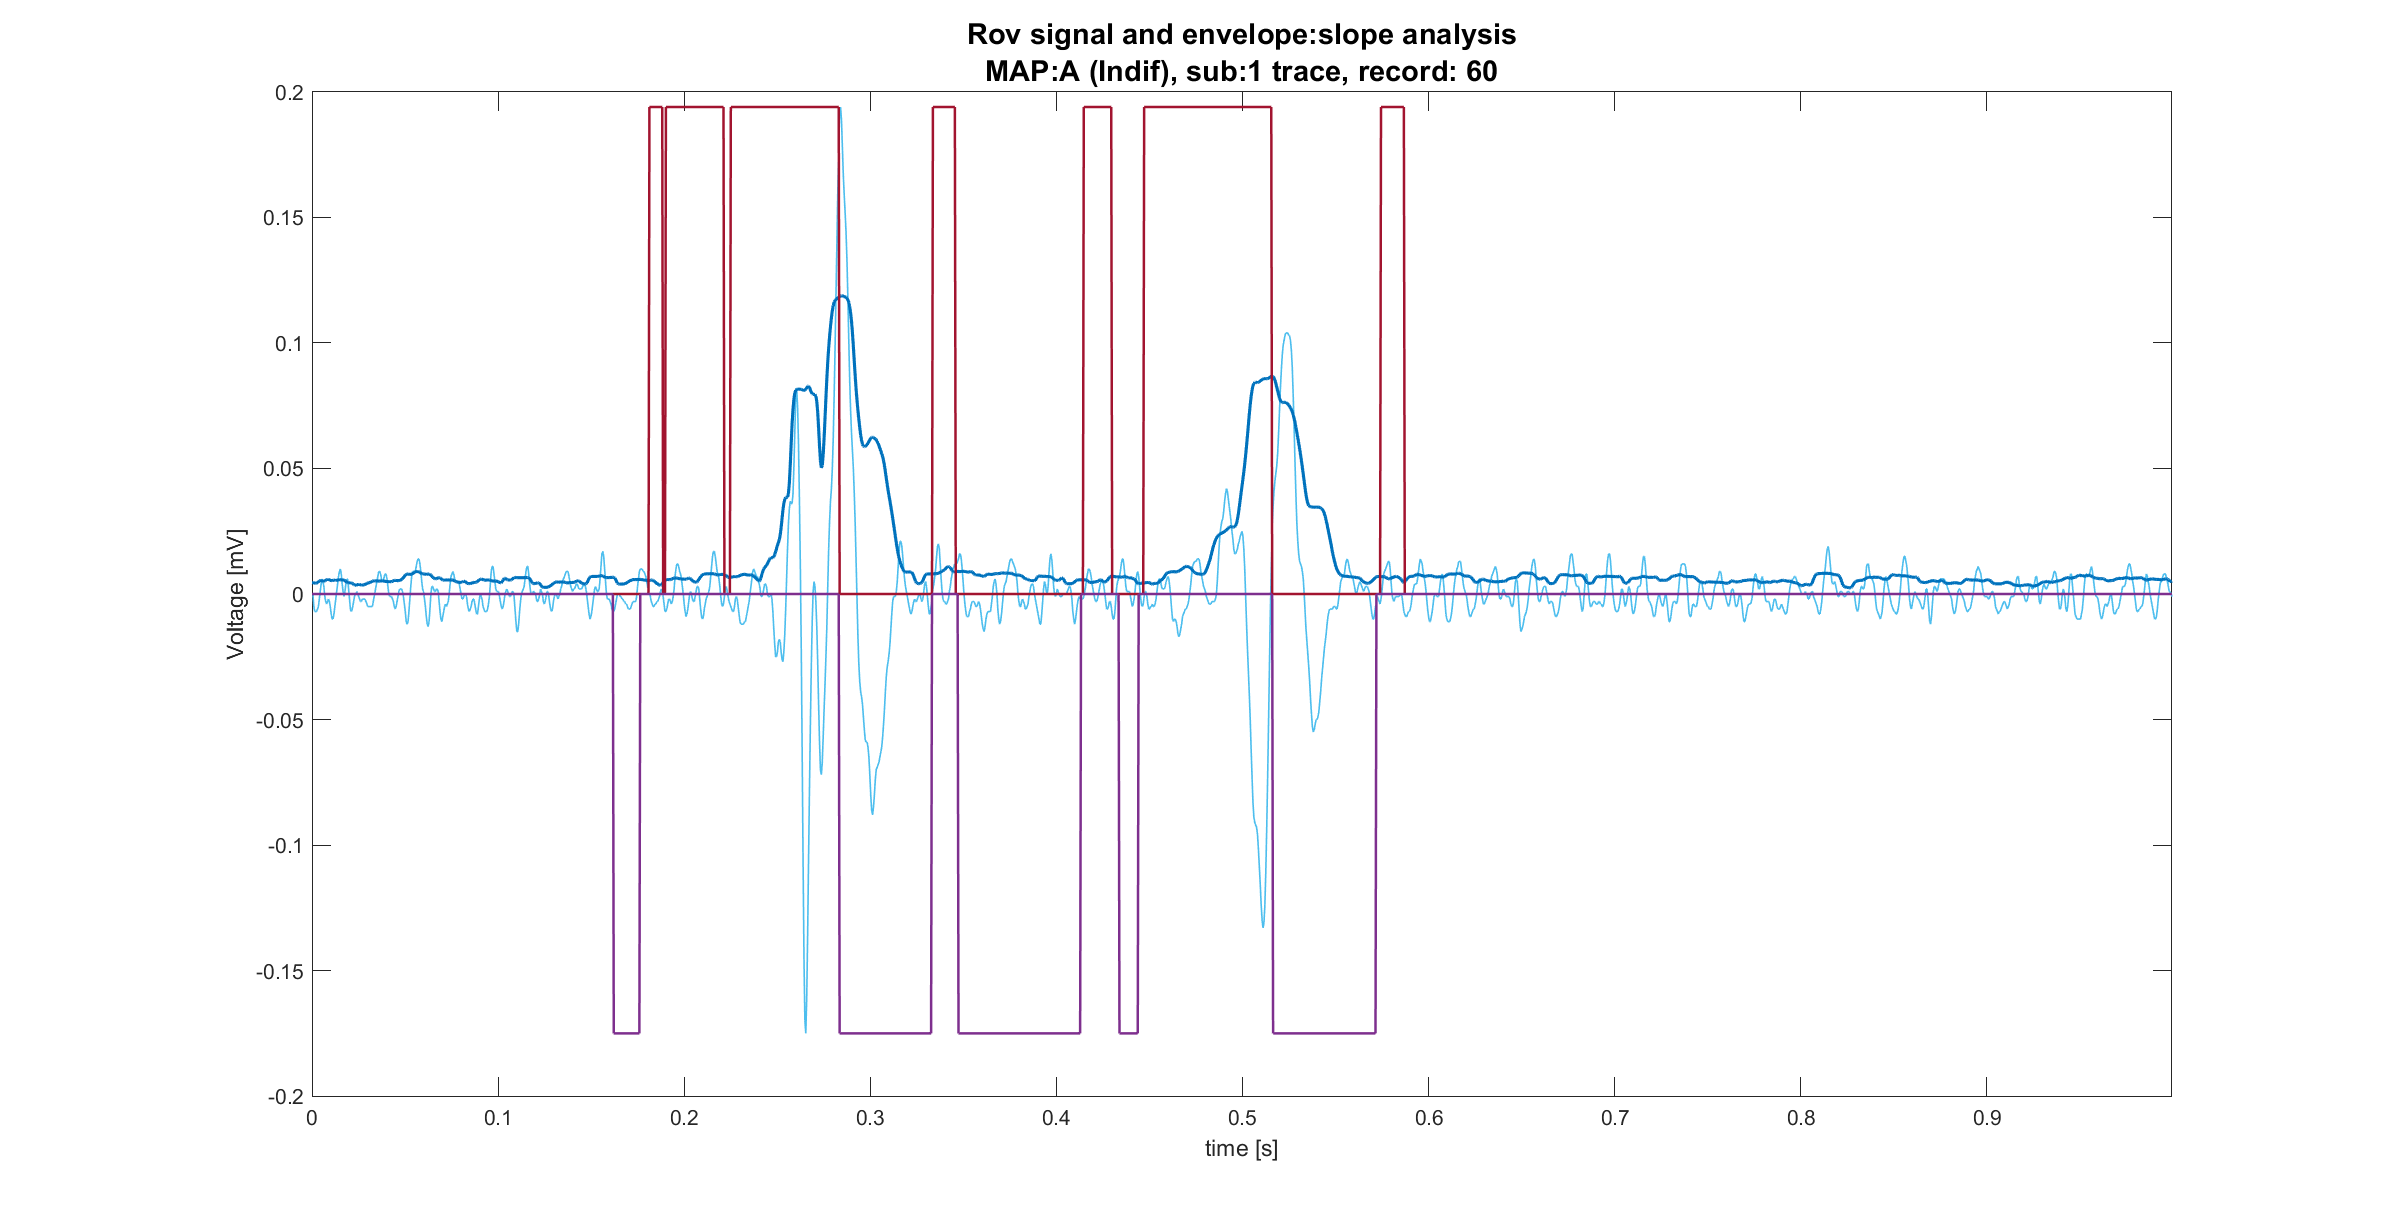 Rov signal and envelope:slope analysis
MAP:A (Indif), sub:1 trace, record: 60
0.2
0.15
0.1
0.05
0
-0.05
-0.1
-0.15
-0.2
Voltage [mV]
0 0.1 0.2 0.3 0.4 0.5 0.6 0.7 0.8 0.9
time [s]